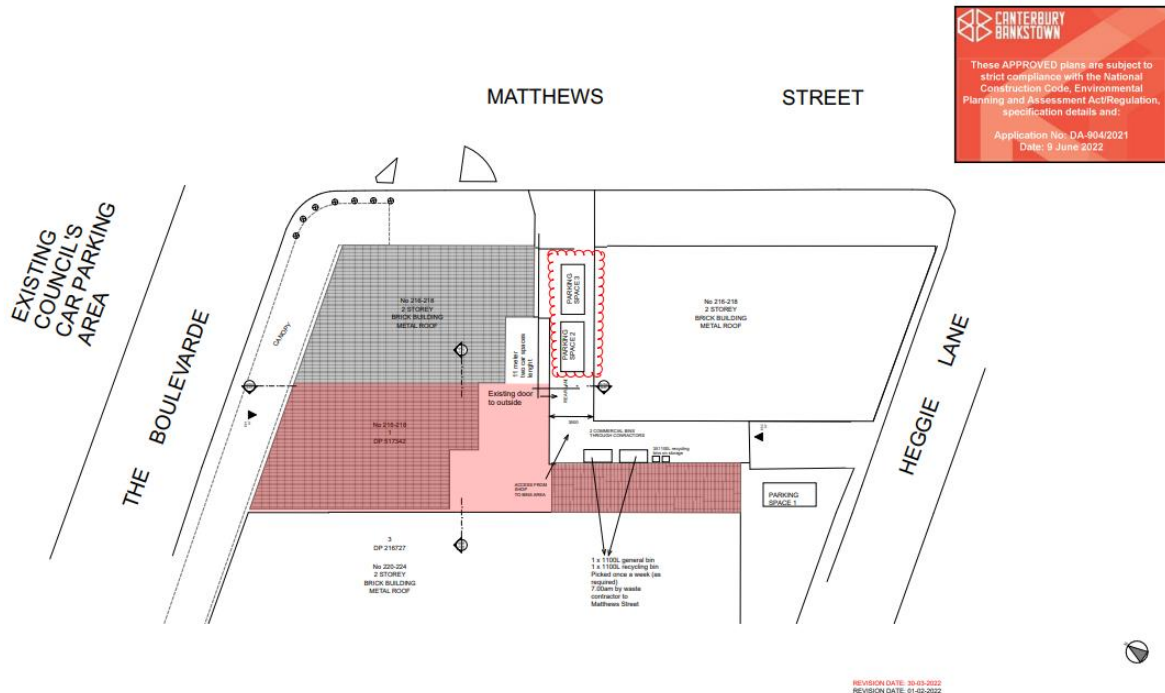 CANTERBURY
BANKSTOWN
These APPROVED plans are subject to
strict compliance with the National
Construction Code, Environmental
Planning and Assessment Act/Regulation,
specification details and:
Application No: DA-904/2021
Date: 9 June 2022
MATTHEWS STREET
EXISTING
COUNCIL'S
CAR PARKING
AREA
THE BOULEVARDE
CANOPY
No 216-218
2 STOREY
BRICK BUILDING
METAL ROOF
PARKING
SPACE3
PARKING
SPACE2
11 meter
two car spaces
lenght
No 216-218
2 STOREY
BRICK BUILDING
METAL ROOF
HEGGIE LANE
Existing door
to outside
No 216-218
1
DP 517342
2 COMMERCIAL BINS
THROUGH CONTRACTORS
ACCESS FROM
SHOP
TO BINS AREA
PARKING
SPACE 1
3
DP 216727
No 220-224
2 STOREY
BRICK BUILDING
METAL ROOF
1 x 1100L general bin
1 x 1100L recycling bin
Picked once a week (as
required)
7.00am by waste
contractor to
Matthews Street
REVISION DATE: 30-03-2022
REVISION DATE: 01-02-2022